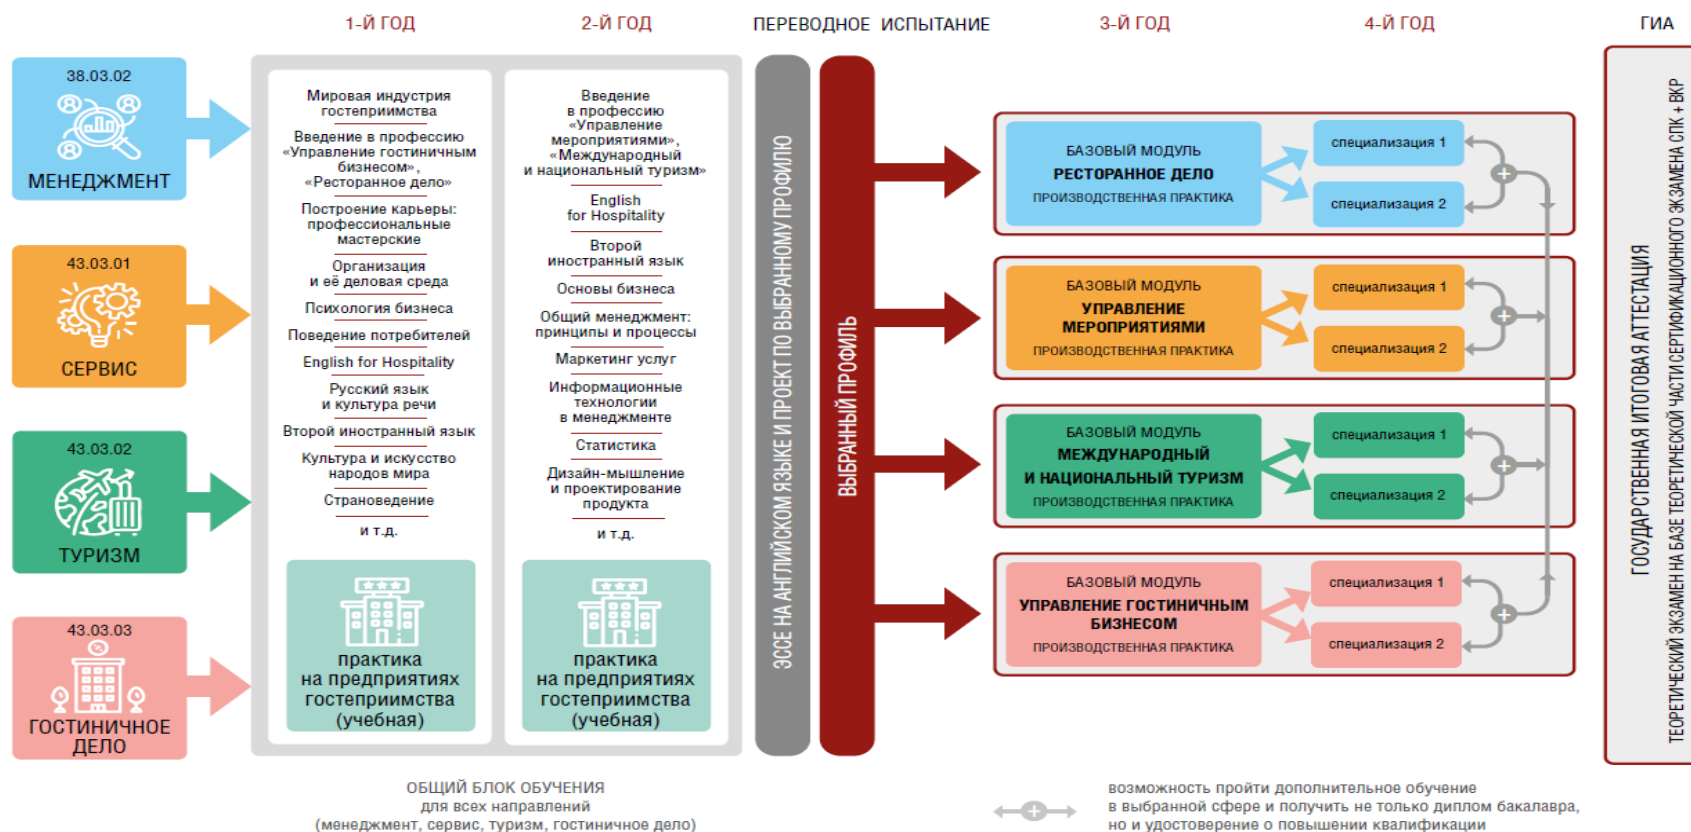 1-Й ГОД
2-Й ГОД
ПЕРЕВОДНОЕ ИСПЫТАНИЕ
3-Й ГОД
4-Й ГОД
ГИА
38.03.02
МЕНЕДЖМЕНТ
43.03.01
СЕРВИС
43.03.02
ТУРИЗМ
43.03.03
ГОСТИНИЧНОЕ
ДЕЛО
Мировая индустрия
гостеприимства
Введение в профессию
«Управление гостиничным
бизнесом»,
«Ресторанное дело»
Построение карьеры:
профессиональные
мастерские
Организация
и её деловая среда
Психология бизнеса
Поведение потребителей
English for Hospitality
Русский язык
и культура речи
Второй иностранный язык
Культура и искусство
народов мира
Страноведение
и т.д.
практика
на предприятиях
гостеприимства
(учебная)
Введение
в профессию
«Управление
мероприятиями»,
«Международный
и национальный туризм»
English
for Hospitality
Второй
иностранный язык
Основы бизнеса
Общий менеджмент:
принципы и процессы
Маркетинг услуг
Информационные
технологии
в менеджменте
Статистика
Дизайн-мышление
и проектирование
продукта
и т.д.
практика
на предприятиях
гостеприимства
(учебная)
ЭССЕ НА АНГЛИЙСКОМ ЯЗЫКЕ И ПРОЕКТ ПО ВЫБРАННОМУ ПРОФИЛЮ
ВЫБРАННЫЙ ПРОФИЛЬ
БАЗОВЫЙ МОДУЛЬ
РЕСТОРАННОЕ ДЕЛО
ПРОИЗВОДСТВЕННАЯ ПРАКТИКА
специализация 1
специализация 2
БАЗОВЫЙ МОДУЛЬ
УПРАВЛЕНИЕ
МЕРОПРИЯТИЯМИ
ПРОИЗВОДСТВЕННАЯ ПРАКТИКА
специализация 1
специализация 2
БАЗОВЫЙ МОДУЛЬ
МЕЖДУНАРОДНЫЙ
И НАЦИОНАЛЬНЫЙ ТУРИЗМ
ПРОИЗВОДСТВЕННАЯ ПРАКТИКА
специализация 1
специализация 2
БАЗОВЫЙ МОДУЛЬ
УПРАВЛЕНИЕ ГОСТИНИЧНЫМ
БИЗНЕСОМ
ПРОИЗВОДСТВЕННАЯ ПРАКТИКА
специализация 1
специализация 2
ГОСУДАРСТВЕННАЯ ИТОГОВАЯ АТТЕСТАЦИЯ
ТЕОРЕТИЧЕСКИЙ ЭКЗАМЕН НА БАЗЕ ТЕОРЕТИЧЕСКОЙ ЧАСТИ СЕРТИФИКАЦИОННОГО ЭКЗАМЕНА СПК + ВКР
ОБЩИЙ БЛОК ОБУЧЕНИЯ
для всех направлений
(менеджмент, сервис, туризм, гостиничное дело)
возможность пройти дополнительное обучение
в выбранной сфере и получить не только диплом бакалавра,
но и удостоверение о повышении квалификации